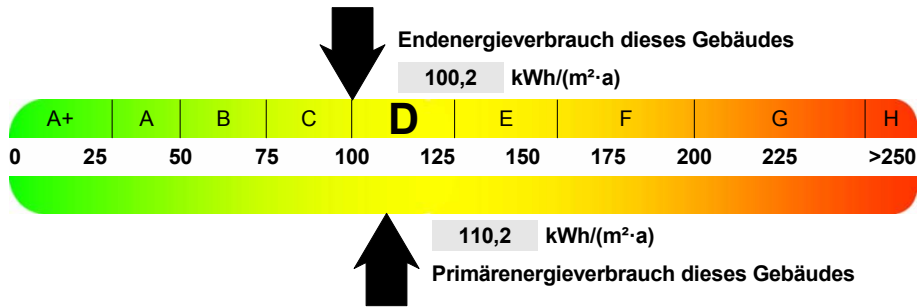 Endenergieverbrauch dieses Gebäudes
100,2 kWh/(m²·a)
A+ A B C D E F G H
0 25 50 75 100 125 150 175 200 225 >250
110,2 kWh/(m²·a)
Primärenergieverbrauch dieses Gebäudes